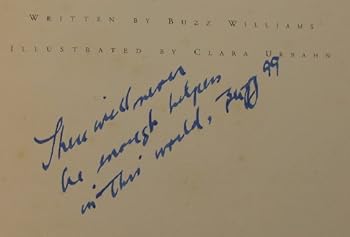 WRITTEN BY BUZZ WILLIAMS
ILLUSTRATED BY CLARA URBAHN
There will never
be enough helpers
in this world, Buzz 99